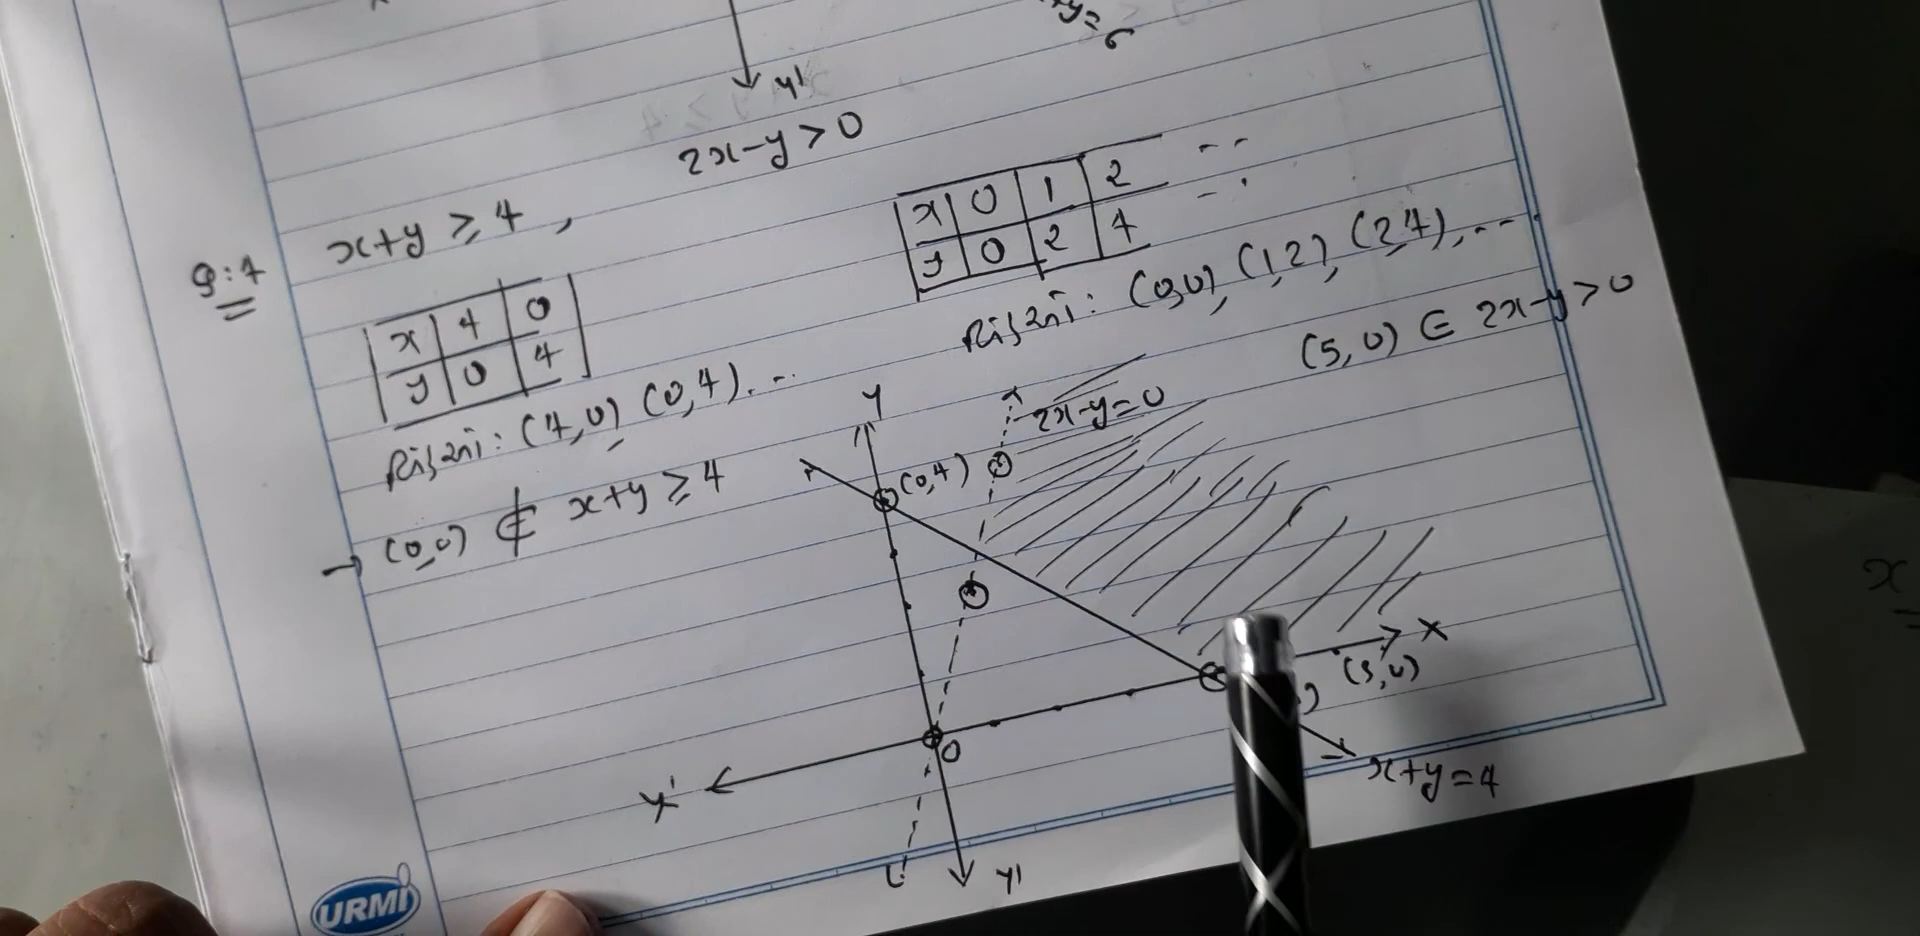 y'
+y=6
Q:4 x+y ≥ 4 , 2x-y > 0
x | 4 | 0
y | 0 | 4
(4,0) (0,4)...
→ (0,0) ∉ x+y ≥ 4
x | 0 | 1 | 2 --
y | 0 | 2 | 4 --
: (0,0), (1,2), (2,4), --
(5,0) ∈ 2x-y > 0
Y
2x-y=0
(0,4)
X
(5,0)
O
X'
x+y=4
Y'
URMI
x